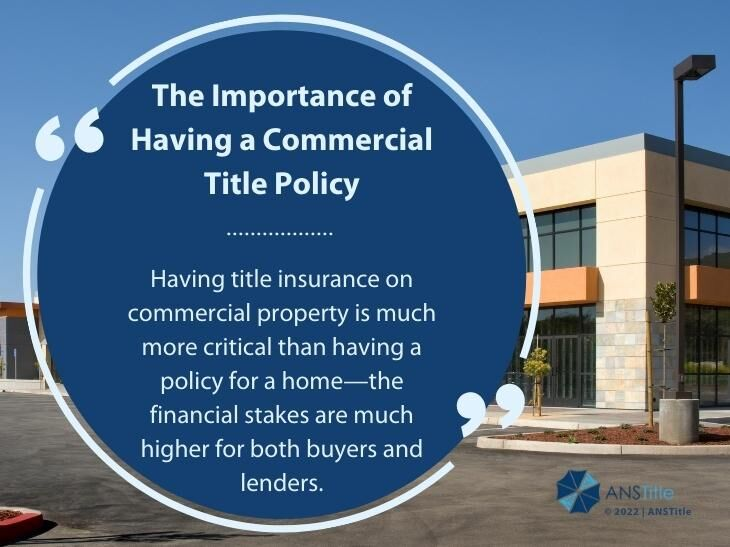 The Importance of
Having a Commercial
Title Policy
..................
Having title insurance on
commercial property is much
more critical than having a
policy for a home—the
financial stakes are much
higher for both buyers and
lenders.
ANSTitle
© 2022 | ANSTitle